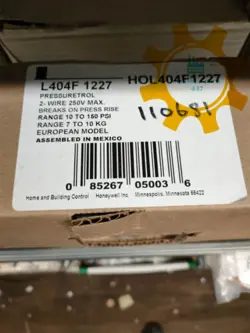 L404F 1227 HOL404F1227
PRESSURETROL
2- WIRE 250V MAX.
BREAKS ON PRESS RISE
RANGE 10 TO 150 PSI
RANGE 7 TO 10 KG
EUROPEAN MODEL
ASSEMBLED IN MEXICO
110681
0 85267 05003 6
Home and Building Control Honeywell Inc. Minneapolis, Minnesota 55422